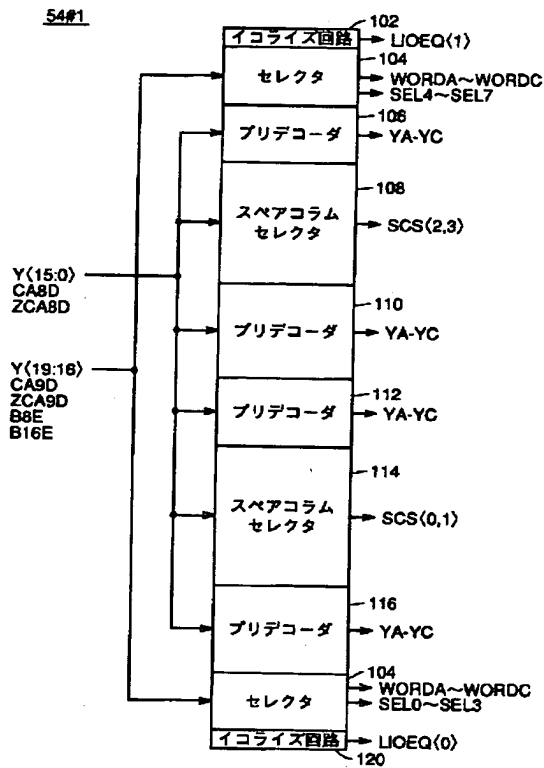 54#1
102
イコライズ回路
LIOEQ⟨1⟩
104
セレクタ
WORDA～WORDC
SEL4～SEL7
106
プリデコーダ
YA-YC
108
スペアコラム
セレクタ
SCS⟨2,3⟩
Y⟨15:0⟩
CA8D
ZCA8D
110
プリデコーダ
YA-YC
Y⟨19:16⟩
CA9D
ZCA9D
B8E
B16E
112
プリデコーダ
YA-YC
114
スペアコラム
セレクタ
SCS⟨0,1⟩
116
プリデコーダ
YA-YC
104
セレクタ
WORDA～WORDC
SEL0～SEL3
イコライズ回路
LIOEQ⟨0⟩
120